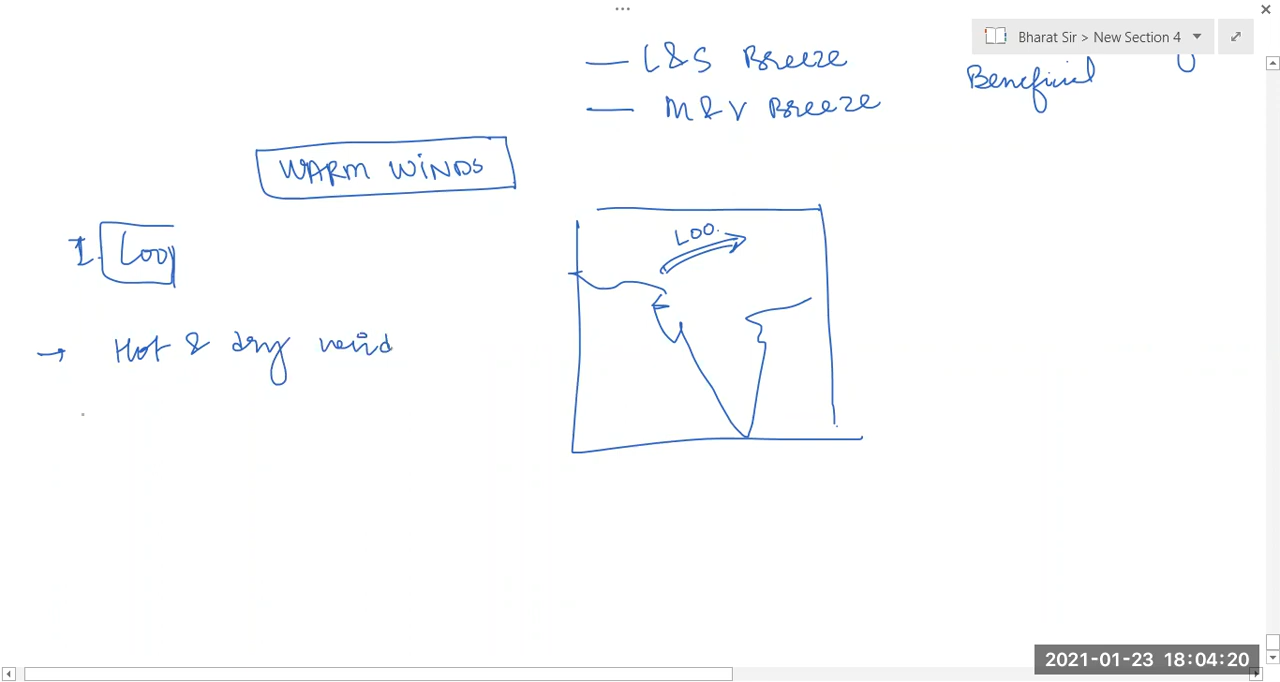 Bharat Sir > New Section 4
— L&S Breeze
Beneficial
— M&V Breeze
WARM WINDS
I. Loo
LOO.
→ Hot & dry wind
2021-01-23 18:04:20